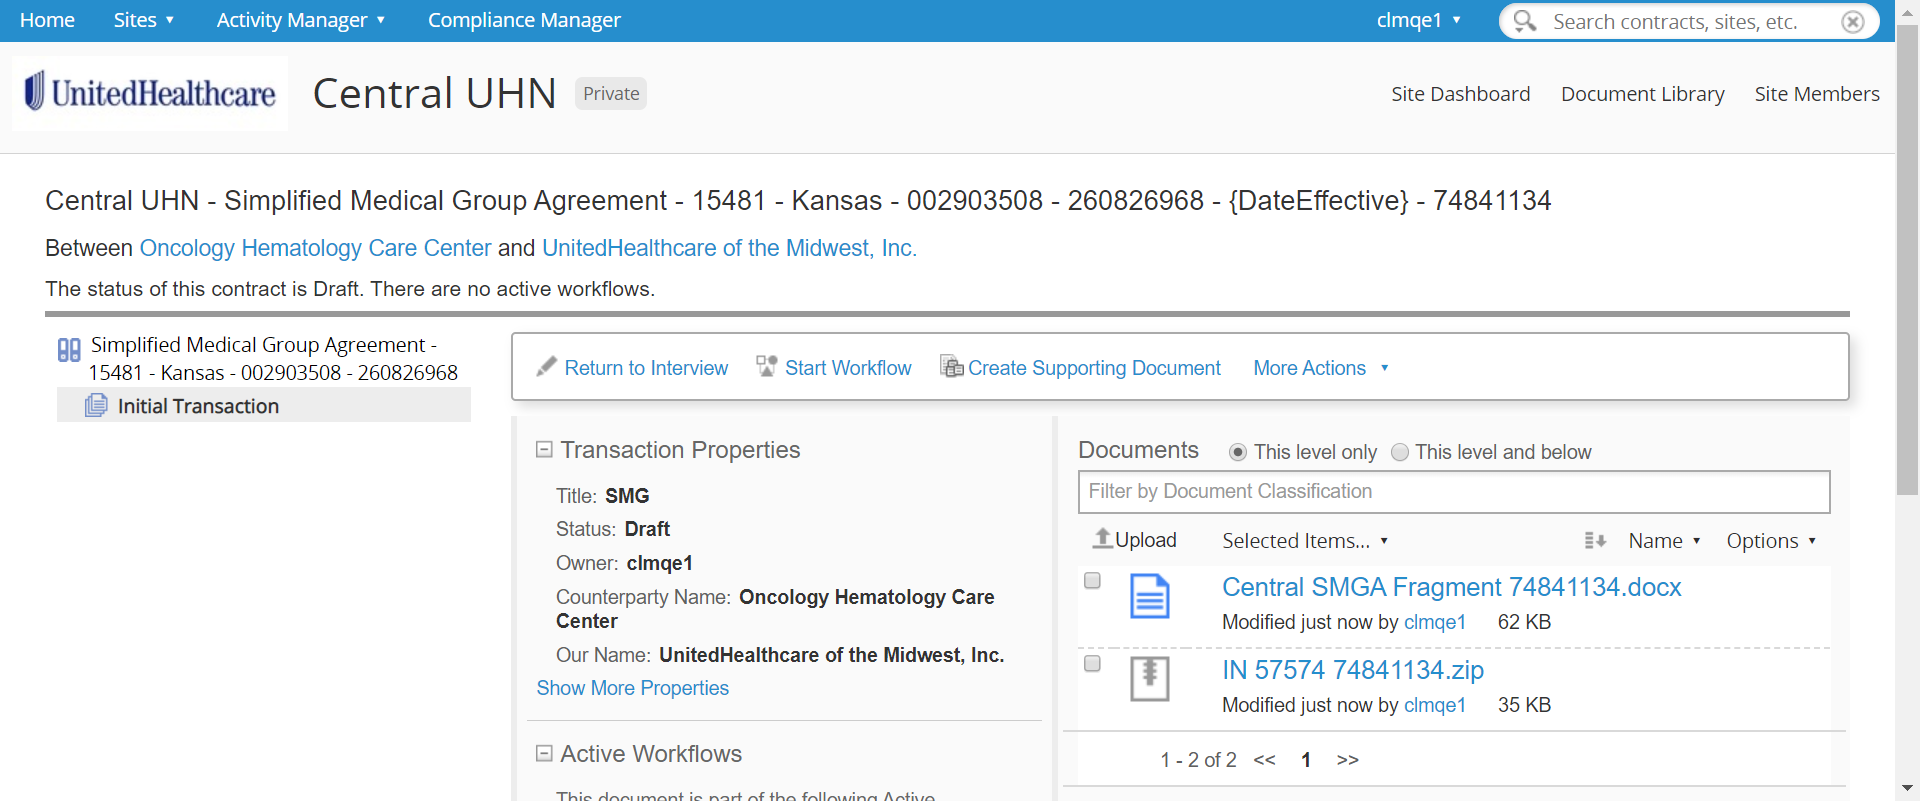 Home Sites Activity Manager Compliance Manager clmqe1 Search contracts, sites, etc.
UnitedHealthcare Central UHN Private Site Dashboard Document Library Site Members
Central UHN - Simplified Medical Group Agreement - 15481 - Kansas - 002903508 - 260826968 - {DateEffective} - 74841134
Between Oncology Hematology Care Center and UnitedHealthcare of the Midwest, Inc.
The status of this contract is Draft. There are no active workflows.
Simplified Medical Group Agreement -
15481 - Kansas - 002903508 - 260826968
Initial Transaction
Return to Interview Start Workflow Create Supporting Document More Actions
Transaction Properties
Title: SMG
Status: Draft
Owner: clmqe1
Counterparty Name: Oncology Hematology Care
Center
Our Name: UnitedHealthcare of the Midwest, Inc.
Show More Properties
Active Workflows
This document is part of the following Active
Documents This level only This level and below
Filter by Document Classification
Upload Selected Items... Name Options
Central SMGA Fragment 74841134.docx
Modified just now by clmqe1 62 KB
IN 57574 74841134.zip
Modified just now by clmqe1 35 KB
1 - 2 of 2 << 1 >>